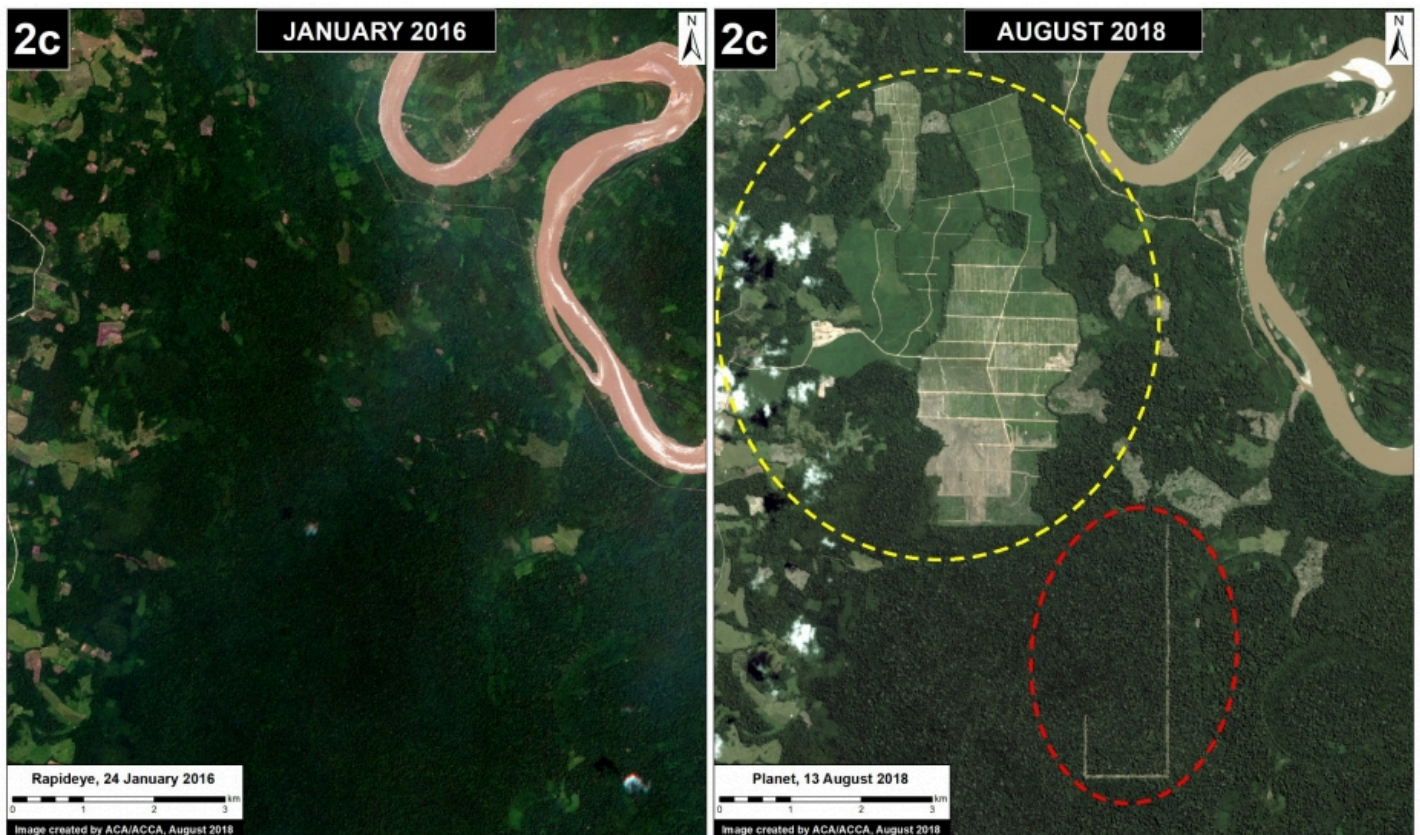 2c
JANUARY 2016
N
Rapideye, 24 January 2016
0 1 2 3
km
Image created by ACA/ACCA, August 2018
2c
AUGUST 2018
N
Planet, 13 August 2018
0 1 2 3
km
Image created by ACA/ACCA, August 2018